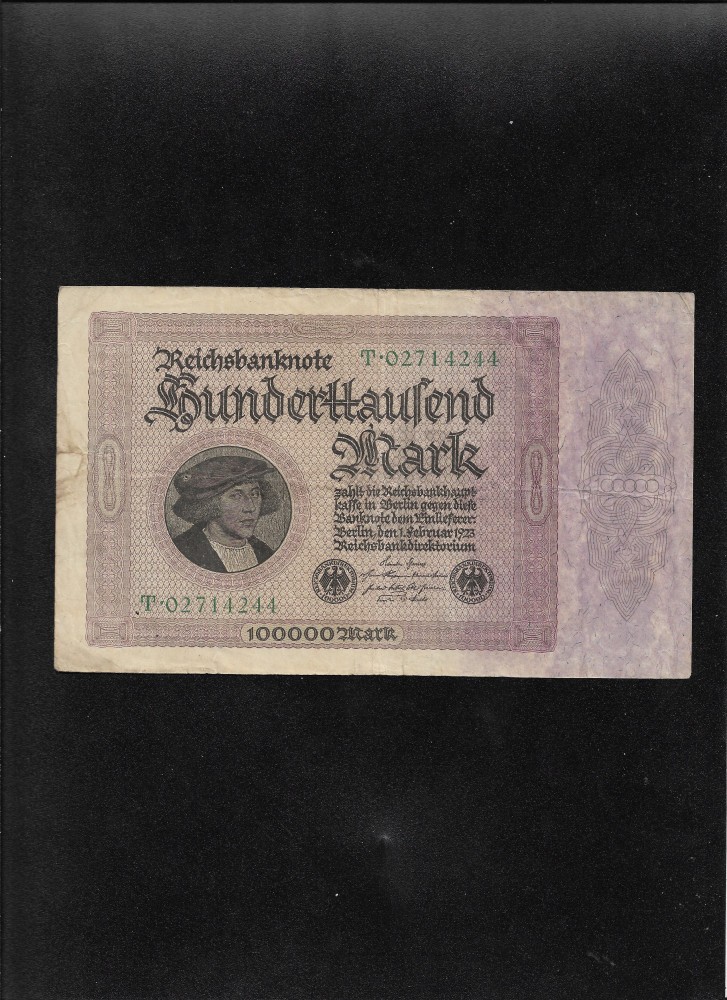 Reichsbanknote T·02714244
Hunderttausend
Mark
zahlt die Reichsbankhaupt-
kasse in Berlin gegen diese
Banknote dem Einlieferer.
Berlin, den 1. Februar 1923
Reichsbankdirektorium
T·02714244
100000 Mark